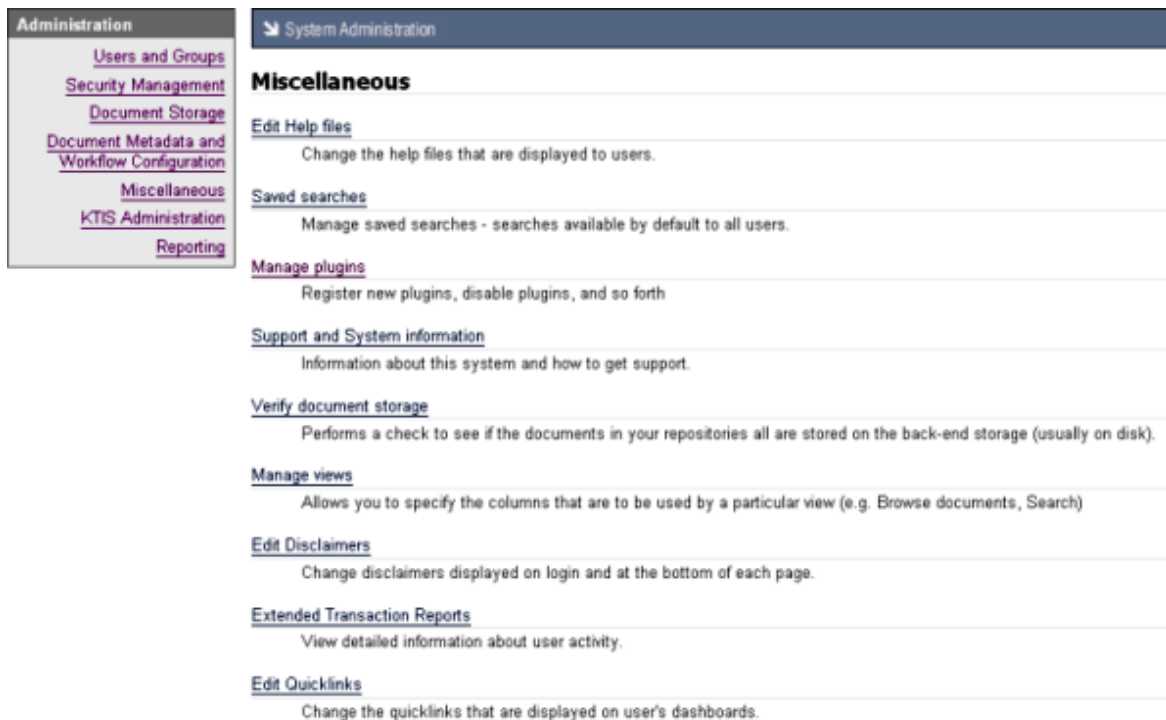 Administration
Users and Groups
Security Management
Document Storage
Document Metadata and
Workflow Configuration
Miscellaneous
KTIS Administration
Reporting
System Administration
Miscellaneous
Edit Help files
Change the help files that are displayed to users.
Saved searches
Manage saved searches - searches available by default to all users.
Manage plugins
Register new plugins, disable plugins, and so forth
Support and System information
Information about this system and how to get support.
Verify document storage
Performs a check to see if the documents in your repositories all are stored on the back-end storage (usually on disk).
Manage views
Allows you to specify the columns that are to be used by a particular view (e.g. Browse documents, Search)
Edit Disclaimers
Change disclaimers displayed on login and at the bottom of each page.
Extended Transaction Reports
View detailed information about user activity.
Edit Quicklinks
Change the quicklinks that are displayed on user's dashboards.